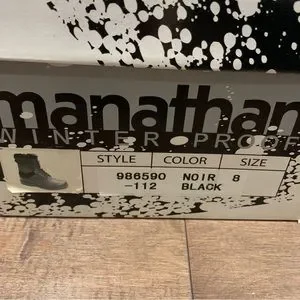 manathan
WINTER-PROOF
STYLE COLOR SIZE
986590 NOIR 8
-112 BLACK